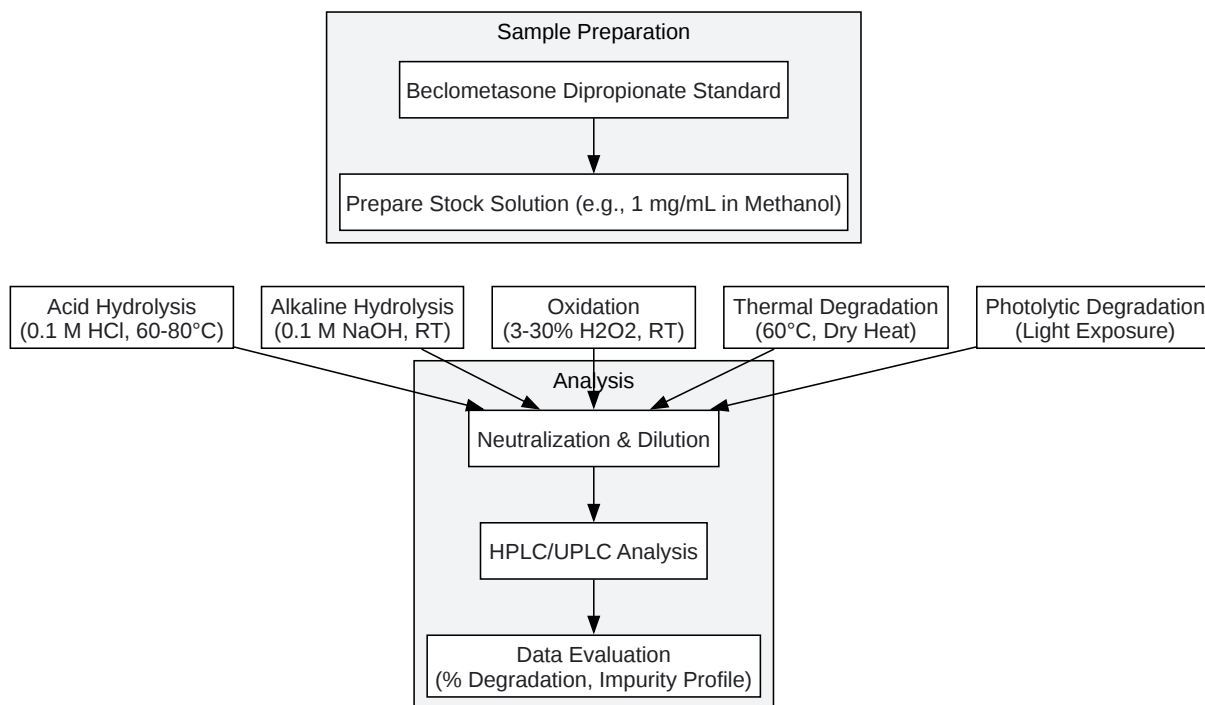 Sample Preparation
Beclometasone Dipropionate Standard
Prepare Stock Solution (e.g., 1 mg/mL in Methanol)
Acid Hydrolysis
(0.1 M HCl, 60-80°C)
Alkaline Hydrolysis
(0.1 M NaOH, RT)
Oxidation
(3-30% H2O2, RT)
Thermal Degradation
(60°C, Dry Heat)
Photolytic Degradation
(Light Exposure)
Analysis
Neutralization & Dilution
HPLC/UPLC Analysis
Data Evaluation
(% Degradation, Impurity Profile)